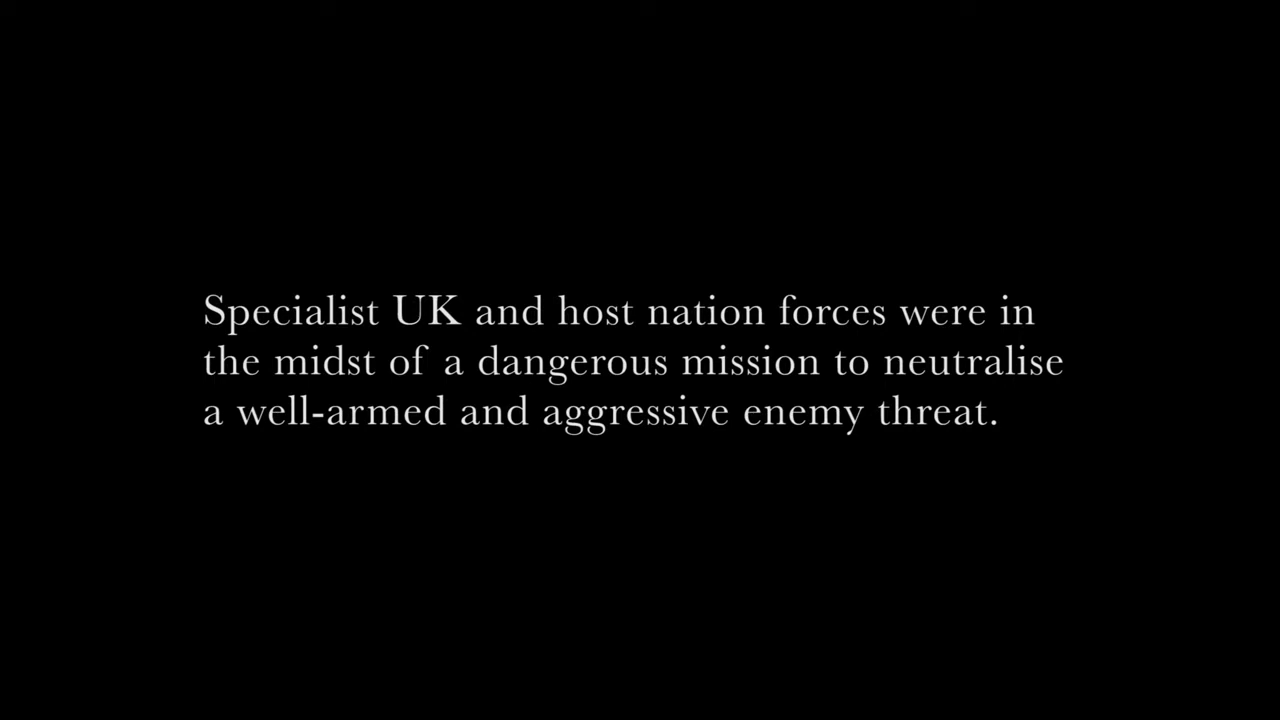 Specialist UK and host nation forces were in
the midst of a dangerous mission to neutralise
a well-armed and aggressive enemy threat.